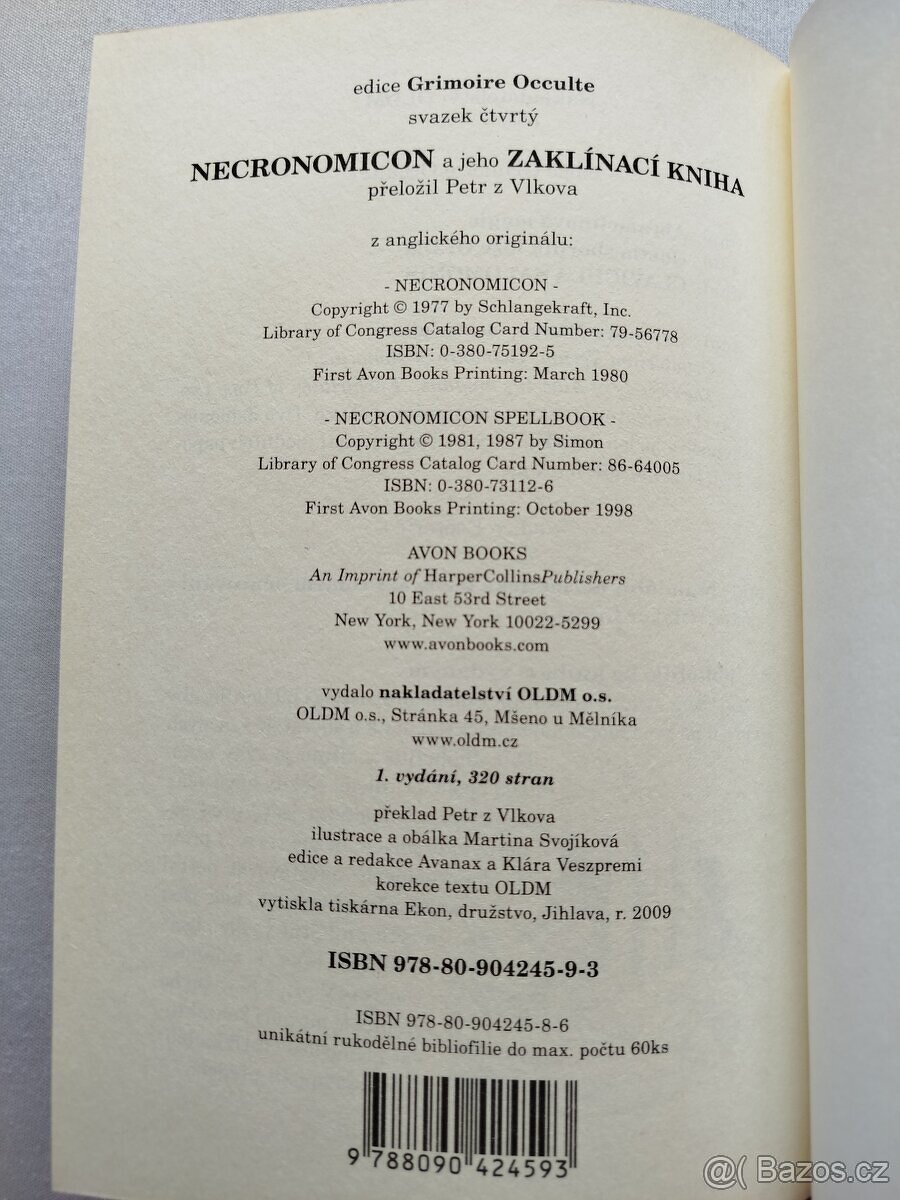 edice Grimoire Occulte
svazek čtvrtý
NECRONOMICON a jeho ZAKLÍNACÍ KNIHA
přeložil Petr z Vlkova
z anglického originálu:
- NECRONOMICON -
Copyright © 1977 by Schlangekraft, Inc.
Library of Congress Catalog Card Number: 79-56778
ISBN: 0-380-75192-5
First Avon Books Printing: March 1980
- NECRONOMICON SPELLBOOK -
Copyright © 1981, 1987 by Simon
Library of Congress Catalog Card Number: 86-64005
ISBN: 0-380-73112-6
First Avon Books Printing: October 1998
AVON BOOKS
An Imprint of HarperCollinsPublishers
10 East 53rd Street
New York, New York 10022-5299
www.avonbooks.com
vydalo nakladatelství OLDM o.s.
OLDM o.s., Stránka 45, Mšeno u Mělníka
www.oldm.cz
1. vydání, 320 stran
překlad Petr z Vlkova
ilustrace a obálka Martina Svojíková
edice a redakce Avanax a Klára Veszpremi
korekce textu OLDM
vytiskla tiskárna Ekon, družstvo, Jihlava, r. 2009
ISBN 978-80-904245-9-3
ISBN 978-80-904245-8-6
unikátní rukodělné bibliofilie do max. počtu 60ks
9 788090 424593
@( Bazos.cz